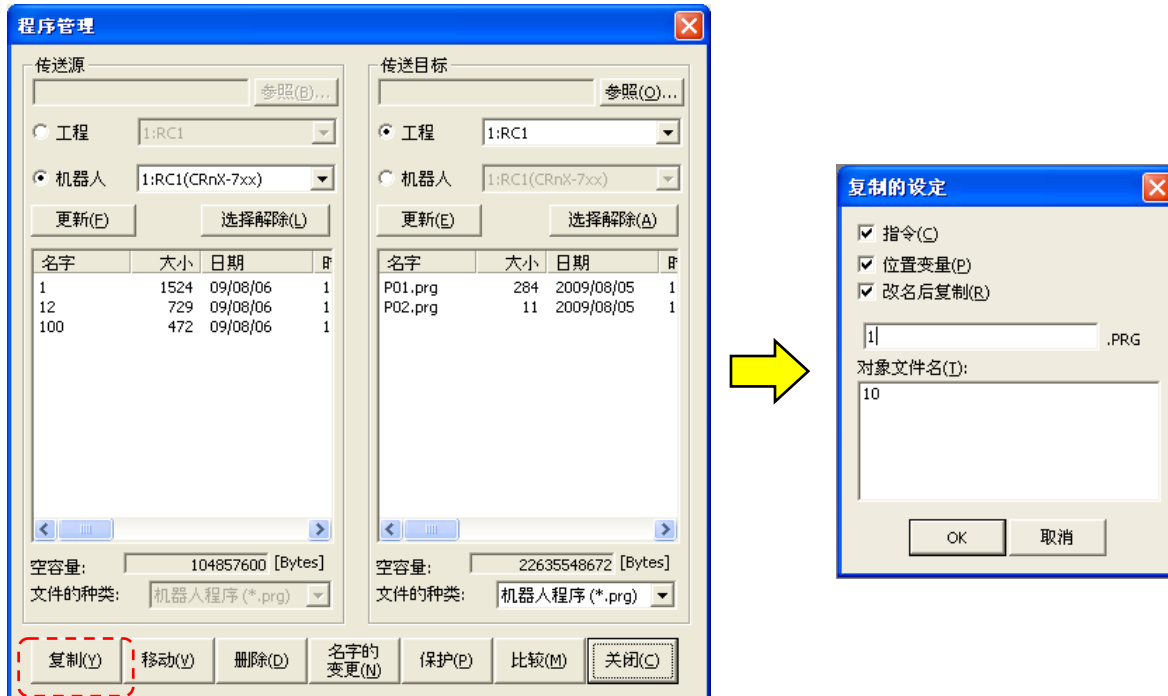 程序管理
传送源
参照(B)...
工程
1:RC1
机器人
1:RC1(CRnX-7xx)
更新(F)
选择解除(L)
名字 大小 日期 时
1 1524 09/08/06 1
12 729 09/08/06 1
100 472 09/08/06 1
空容量: 104857600 [Bytes]
文件的种类: 机器人程序 (*.prg)
传送目标
参照(O)...
工程
1:RC1
机器人
1:RC1(CRnX-7xx)
更新(E)
选择解除(A)
名字 大小 日期 时
P01.prg 284 2009/08/05 1
P02.prg 11 2009/08/05 1
空容量: 22635548672 [Bytes]
文件的种类: 机器人程序 (*.prg)
复制(Y)
移动(V)
删除(D)
名字的
变更(N)
保护(P)
比较(M)
关闭(C)
复制的设定
指令(C)
位置变量(P)
改名后复制(R)
1 .PRG
对象文件名(T):
10
OK
取消